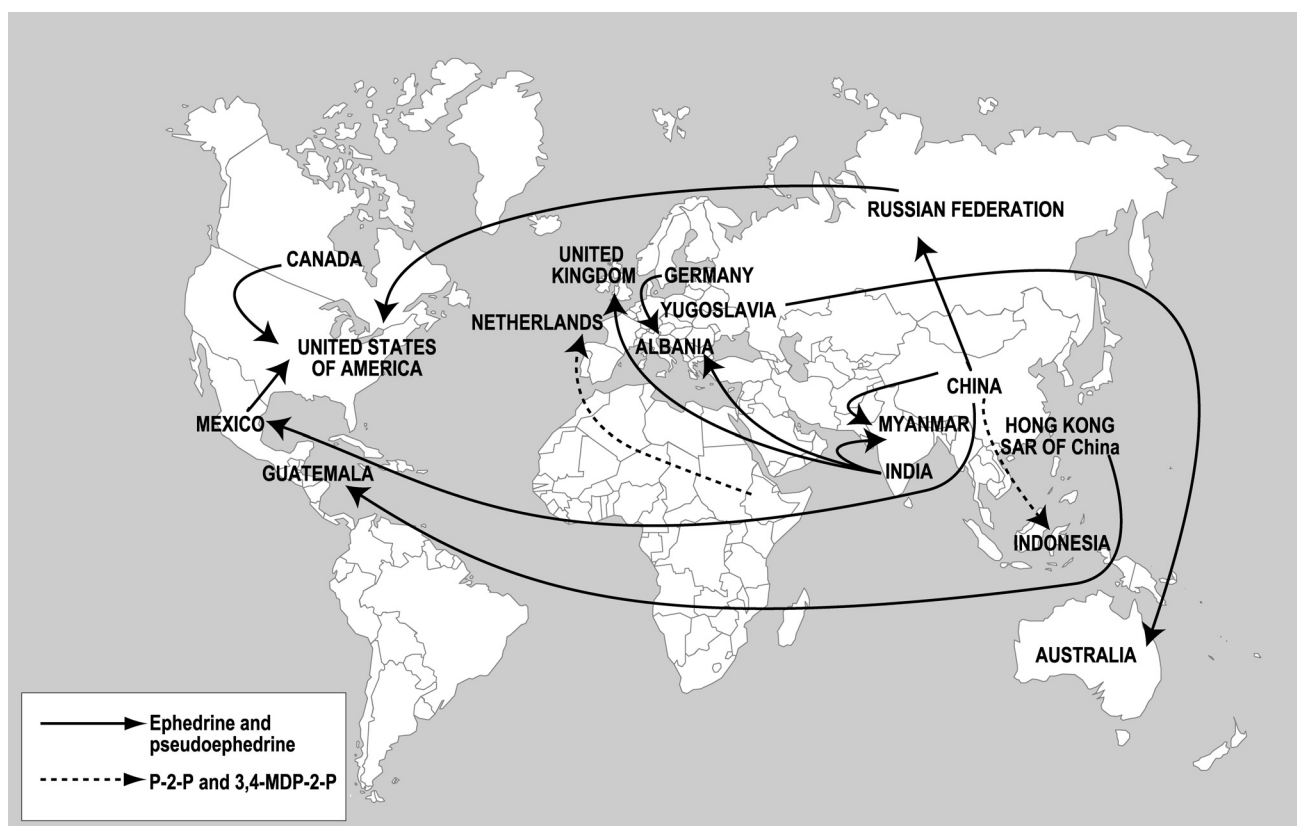 RUSSIAN FEDERATION
CANADA
UNITED
KINGDOM
GERMANY
YUGOSLAVIA
NETHERLANDS
ALBANIA
UNITED STATES
OF AMERICA
CHINA
MEXICO
MYANMAR
HONG KONG
SAR OF China
GUATEMALA
INDIA
INDONESIA
AUSTRALIA
Ephedrine and
pseudoephedrine
P-2-P and 3,4-MDP-2-P